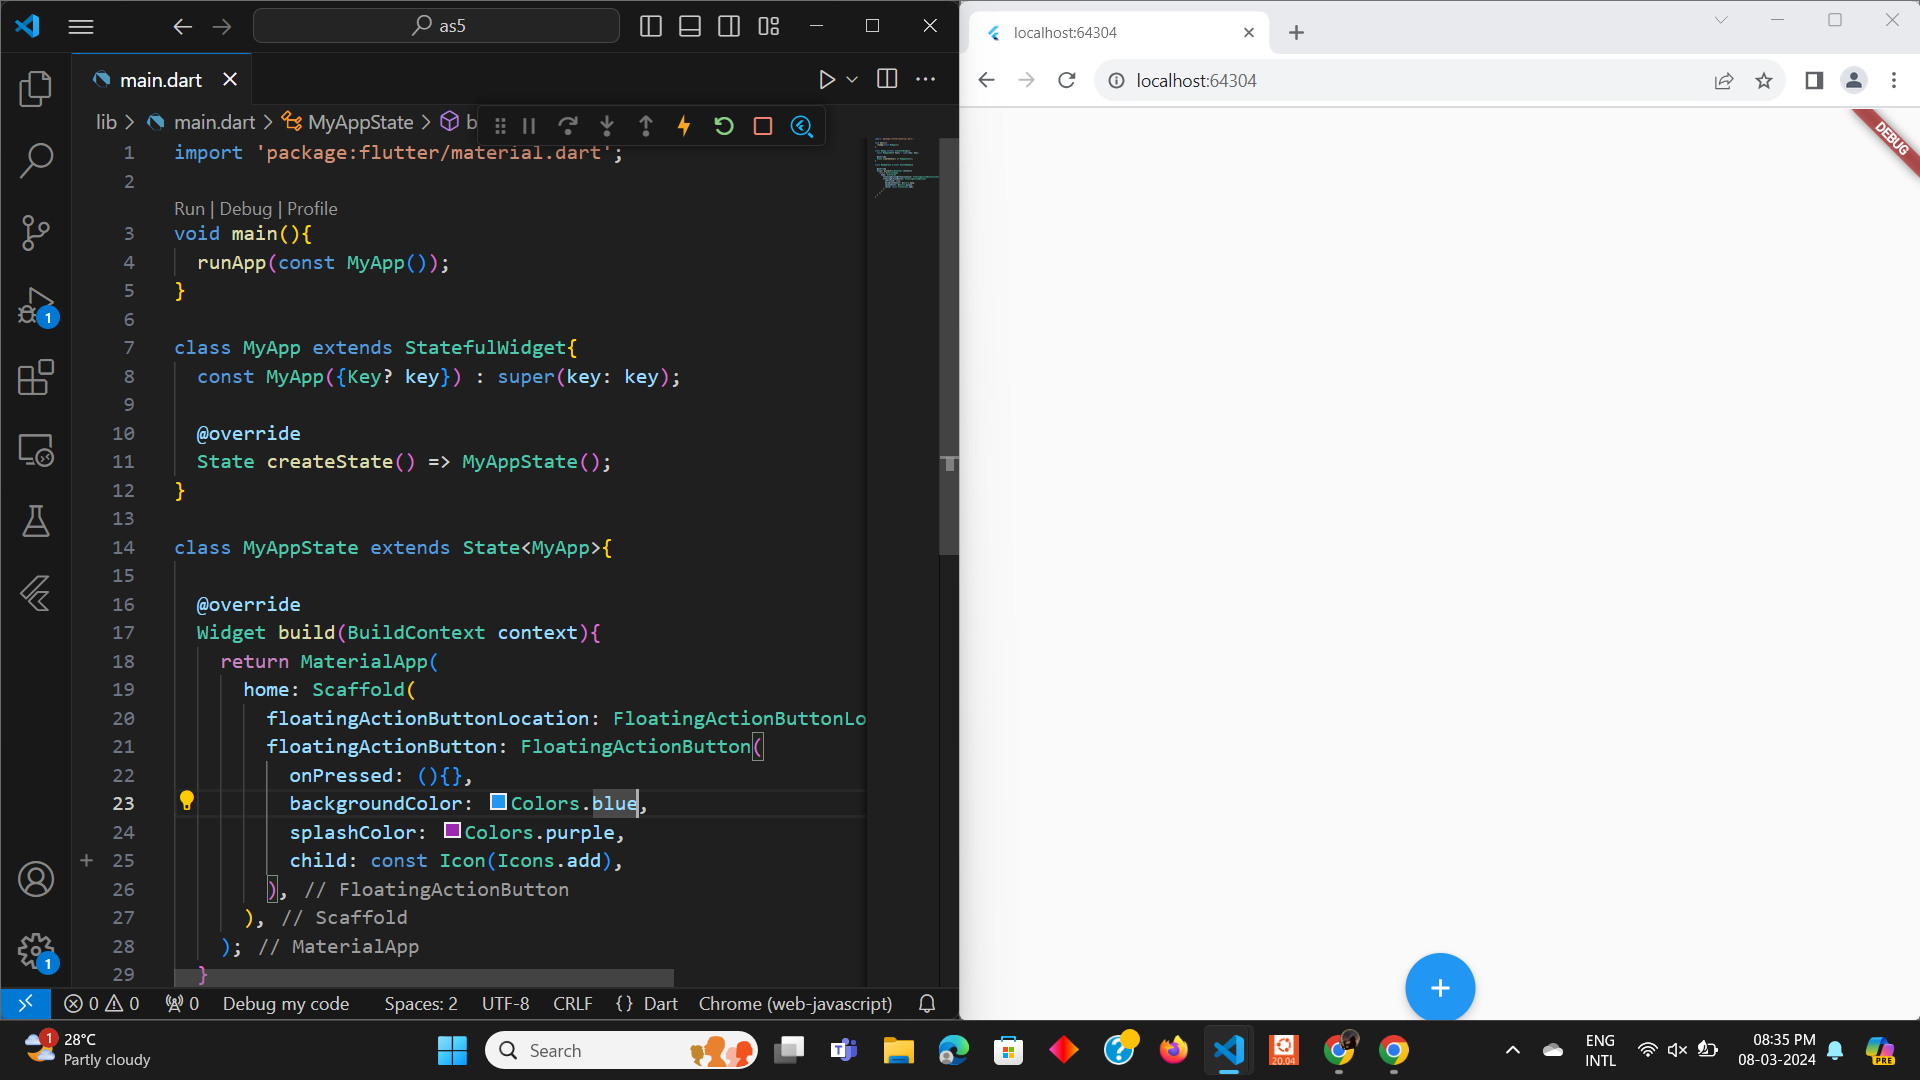 as5
main.dart
lib > main.dart > MyAppState > b
1 import 'package:flutter/material.dart';
2
Run | Debug | Profile
3 void main(){
4 runApp(const MyApp());
5 }
6
7 class MyApp extends StatefulWidget{
8 const MyApp({Key? key}) : super(key: key);
9
10 @override
11 State createState() => MyAppState();
12 }
13
14 class MyAppState extends State<MyApp>{
15
16 @override
17 Widget build(BuildContext context){
18 return MaterialApp(
19 home: Scaffold(
20 floatingActionButtonLocation: FloatingActionButtonLo
21 floatingActionButton: FloatingActionButton(
22 onPressed: (){},
23 backgroundColor: Colors.blue,
24 splashColor: Colors.purple,
25 child: const Icon(Icons.add),
26 ), // FloatingActionButton
27 ), // Scaffold
28 ); // MaterialApp
29 }
1
1
0 0 0 Debug my code Spaces: 2 UTF-8 CRLF {} Dart Chrome (web-javascript)
localhost:64304
localhost:64304
DEBUG
+
1
28°C
Partly cloudy
Search
20.04
ENG
INTL
08:35 PM
08-03-2024
PRE